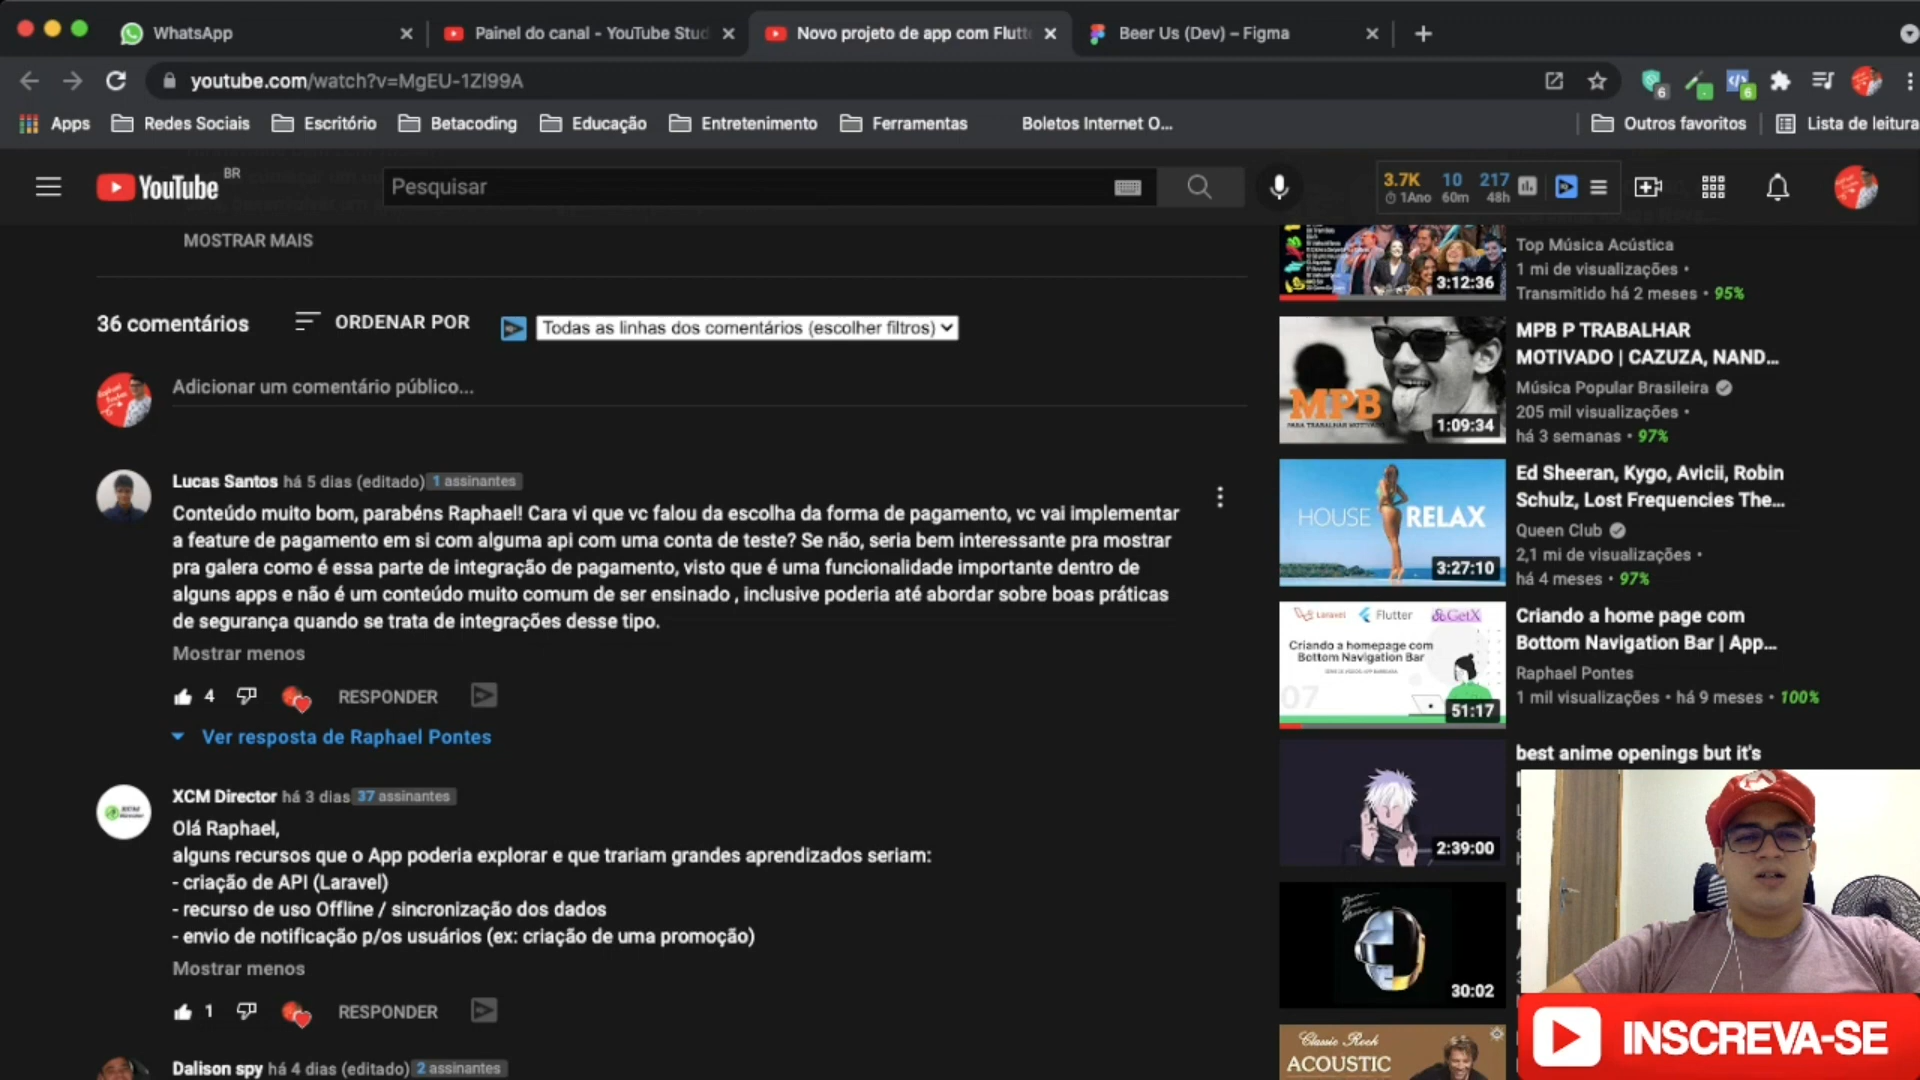 WhatsApp
Painel do canal - YouTube Stud
Novo projeto de app com Flutt
Beer Us (Dev) – Figma
youtube.com/watch?v=MgEU-1ZI99A
6
6
Apps
Redes Sociais
Escritório
Betacoding
Educação
Entretenimento
Ferramentas
Boletos Internet O...
Outros favoritos
Lista de leitura
YouTube BR
Pesquisar
3.7K 10 217
1Ano 60m 48h
MOSTRAR MAIS
36 comentários
ORDENAR POR
Todas as linhas dos comentários (escolher filtros)
Adicionar um comentário público...
Lucas Santos há 5 dias (editado) 1 assinantes
Conteúdo muito bom, parabéns Raphael! Cara vi que vc falou da escolha da forma de pagamento, vc vai implementar
a feature de pagamento em si com alguma api com uma conta de teste? Se não, seria bem interessante pra mostrar
pra galera como é essa parte de integração de pagamento, visto que é uma funcionalidade importante dentro de
alguns apps e não é um conteúdo muito comum de ser ensinado , inclusive poderia até abordar sobre boas práticas
de segurança quando se trata de integrações desse tipo.
Mostrar menos
4
RESPONDER
Ver resposta de Raphael Pontes
XCM Director há 3 dias 37 assinantes
Olá Raphael,
alguns recursos que o App poderia explorar e que trariam grandes aprendizados seriam:
- criação de API (Laravel)
- recurso de uso Offline / sincronização dos dados
- envio de notificação p/os usuários (ex: criação de uma promoção)
Mostrar menos
1
RESPONDER
Dalison spy há 4 dias (editado) 2 assinantes
3:12:36
Top Música Acústica
1 mi de visualizações •
Transmitido há 2 meses • 95%
MPB
PARA TRABALHAR MOTIVADO
1:09:34
MPB P TRABALHAR
MOTIVADO | CAZUZA, NAND...
Música Popular Brasileira
205 mil visualizações •
há 3 semanas • 97%
HOUSE RELAX
3:27:10
Ed Sheeran, Kygo, Avicii, Robin
Schulz, Lost Frequencies The...
Queen Club
2,1 mi de visualizações •
há 4 meses • 97%
Laravel
Flutter
GetX
Criando a homepage com
Bottom Navigation Bar
07
51:17
Criando a home page com
Bottom Navigation Bar | App...
Raphael Pontes
1 mil visualizações • há 9 meses • 100%
best anime openings but it's
2:39:00
30:02
Classic Rock
ACOUSTIC
INSCREVA-SE